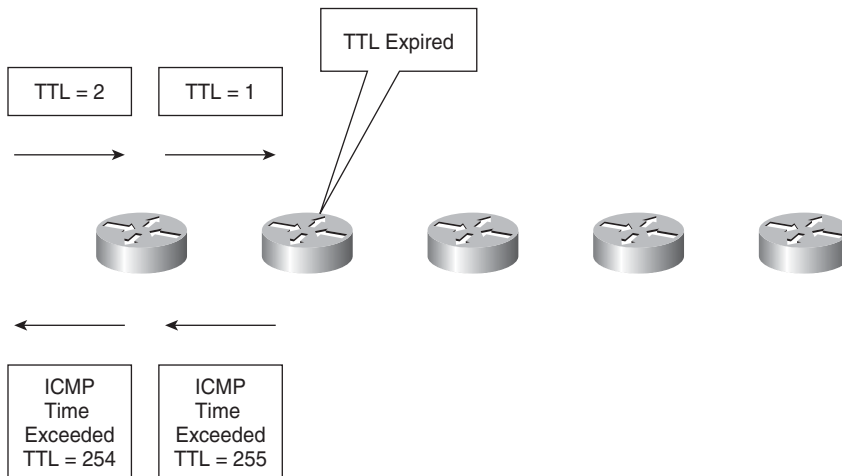 TTL Expired
TTL = 2
TTL = 1
ICMP
Time
Exceeded
TTL = 254
ICMP
Time
Exceeded
TTL = 255